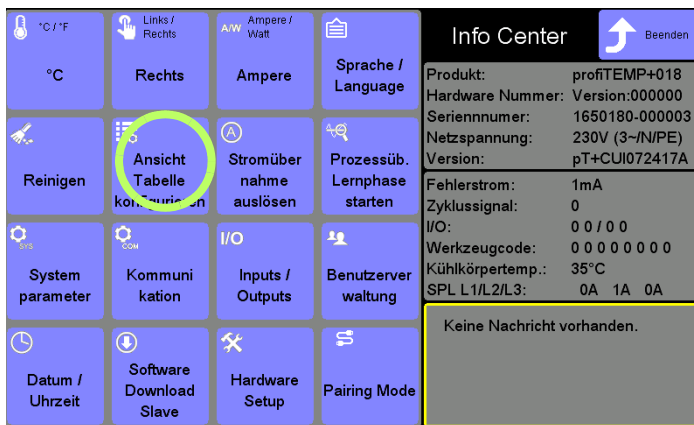 °C / °F
Links /
Rechts
A/W Ampere /
Watt
°C
Rechts
Ampere
Sprache /
Language
Reinigen
Ansicht
Tabelle
konfigurieren
A
Stromüber
nahme
auslösen
Prozessüb.
Lernphase
starten
SYS
System
parameter
COM
Kommuni
kation
I/O
Inputs /
Outputs
Benutzerver
waltung
Datum /
Uhrzeit
Software
Download
Slave
Hardware
Setup
Pairing Mode
Info Center
Beenden
Produkt: profiTEMP+018
Hardware Nummer: Version:000000
Seriennnumer: 1650180-000003
Netzspannung: 230V (3~/N/PE)
Version: pT+CUI072417A
Fehlerstrom: 1mA
Zyklussignal: 0
I/O: 0 0 / 0 0
Werkzeugcode: 0 0 0 0 0 0 0 0
Kühlkörpertemp.: 35°C
SPL L1/L2/L3: 0A 1A 0A
Keine Nachricht vorhanden.